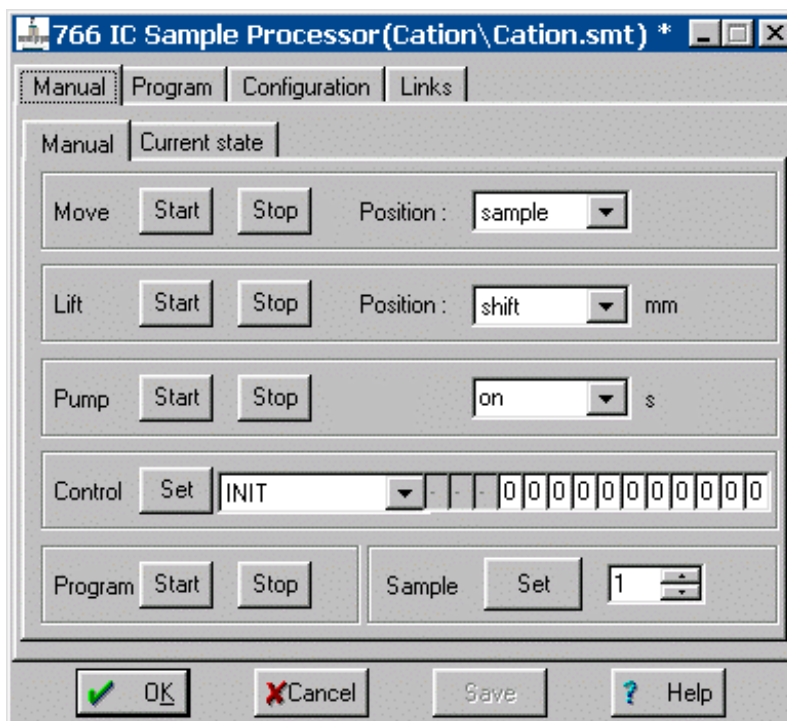 766 IC Sample Processor(Cation\Cation.smt) *
Manual Program Configuration Links
Manual Current state
Move Start Stop Position : sample
Lift Start Stop Position : shift mm
Pump Start Stop on s
Control Set INIT - - - 0 0 0 0 0 0 0 0 0 0 0
Program Start Stop Sample Set 1
OK Cancel Save ? Help